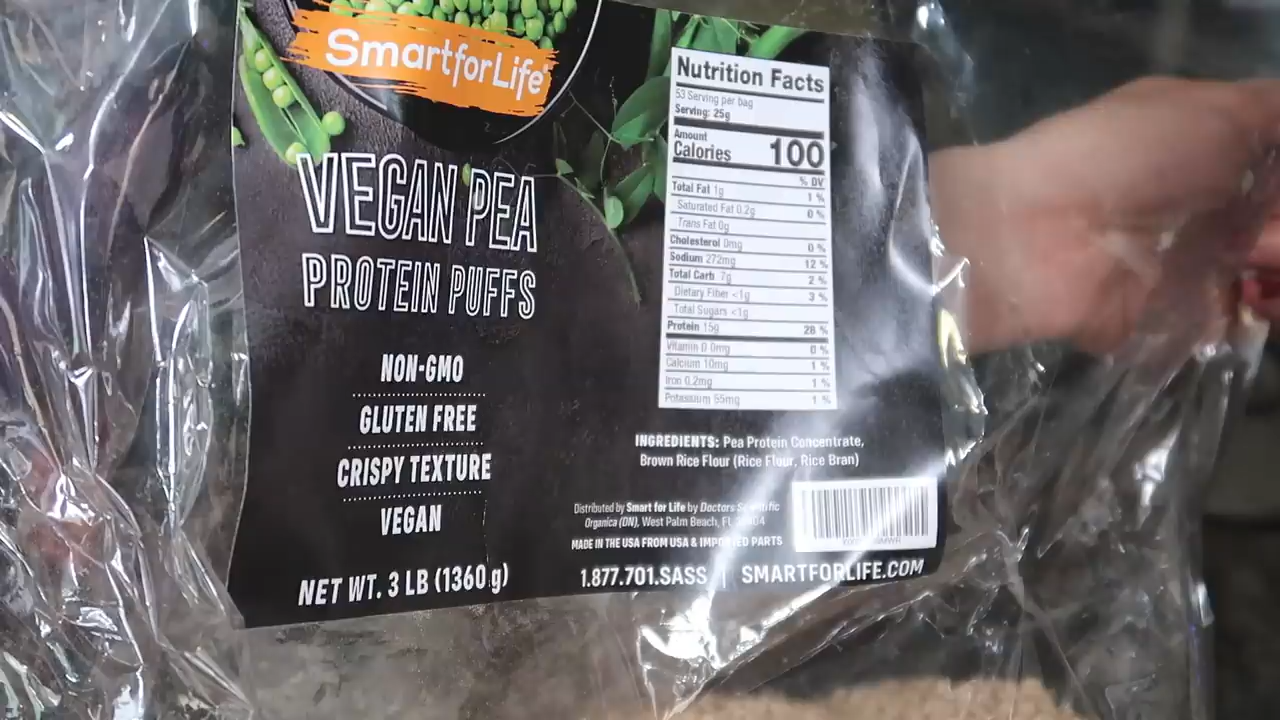 SmartforLife
VEGAN PEA
PROTEIN PUFFS
NON-GMO
GLUTEN FREE
CRISPY TEXTURE
VEGAN
NET WT. 3 LB (1360 g)
Nutrition Facts
53 Serving per bag
Serving: 25g
Amount
Calories 100
% DV
Total Fat 1g 1 %
Saturated Fat 0.2g 0 %
Trans Fat 0g
Cholesterol 0mg 0 %
Sodium 272mg 12 %
Total Carb 7g 2 %
Dietary Fiber <1g 3 %
Total Sugars <1g
Protein 15g 28 %
Vitamin D 0mg 0 %
Calcium 10mg 1 %
Iron 0.2mg 1 %
Potassium 55mg 1 %
INGREDIENTS: Pea Protein Concentrate,
Brown Rice Flour (Rice Flour, Rice Bran)
Distributed by Smart for Life by Doctors Scientific
Organica (DN), West Palm Beach, FL
MADE IN THE USA FROM USA & IMPORTED PARTS
1.877.701.SASS | SMARTFORLIFE.COM